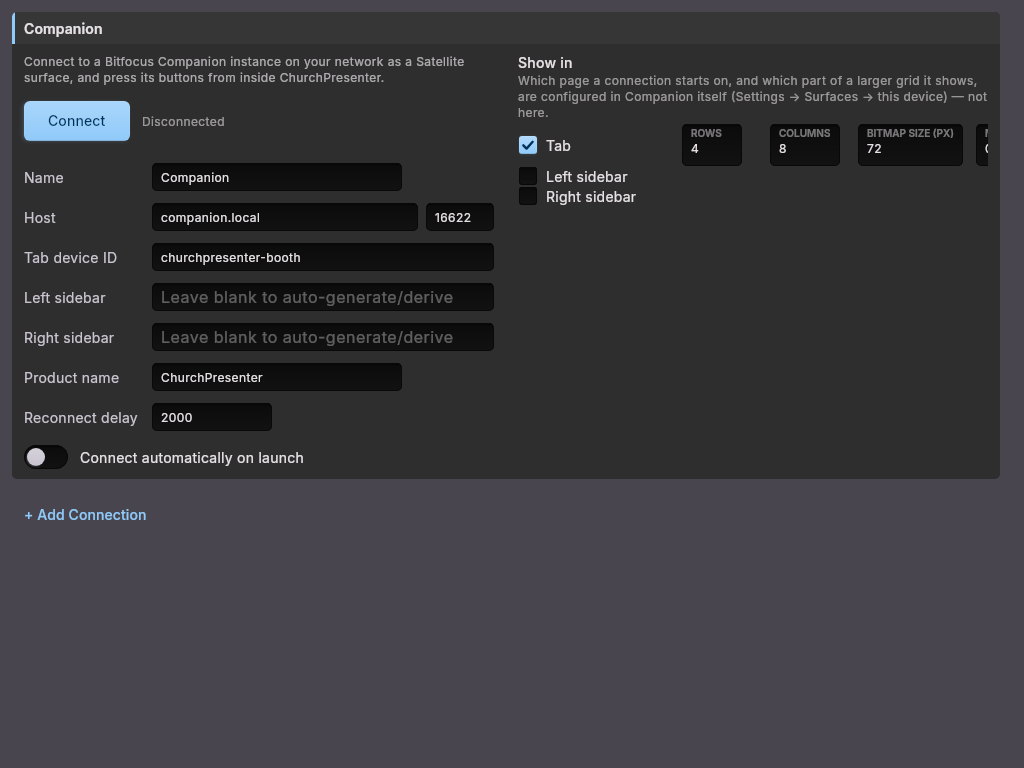 Companion
Connect to a Bitfocus Companion instance on your network as a Satellite
surface, and press its buttons from inside ChurchPresenter.
Connect
Disconnected
Name
Companion
Host
companion.local
16622
Tab device ID
churchpresenter-booth
Left sidebar
Leave blank to auto-generate/derive
Right sidebar
Leave blank to auto-generate/derive
Product name
ChurchPresenter
Reconnect delay
2000
Connect automatically on launch
Show in
Which page a connection starts on, and which part of a larger grid it shows,
are configured in Companion itself (Settings → Surfaces → this device) — not
here.
Tab
ROWS
4
COLUMNS
8
BITMAP SIZE (PX)
72
Left sidebar
Right sidebar
+ Add Connection